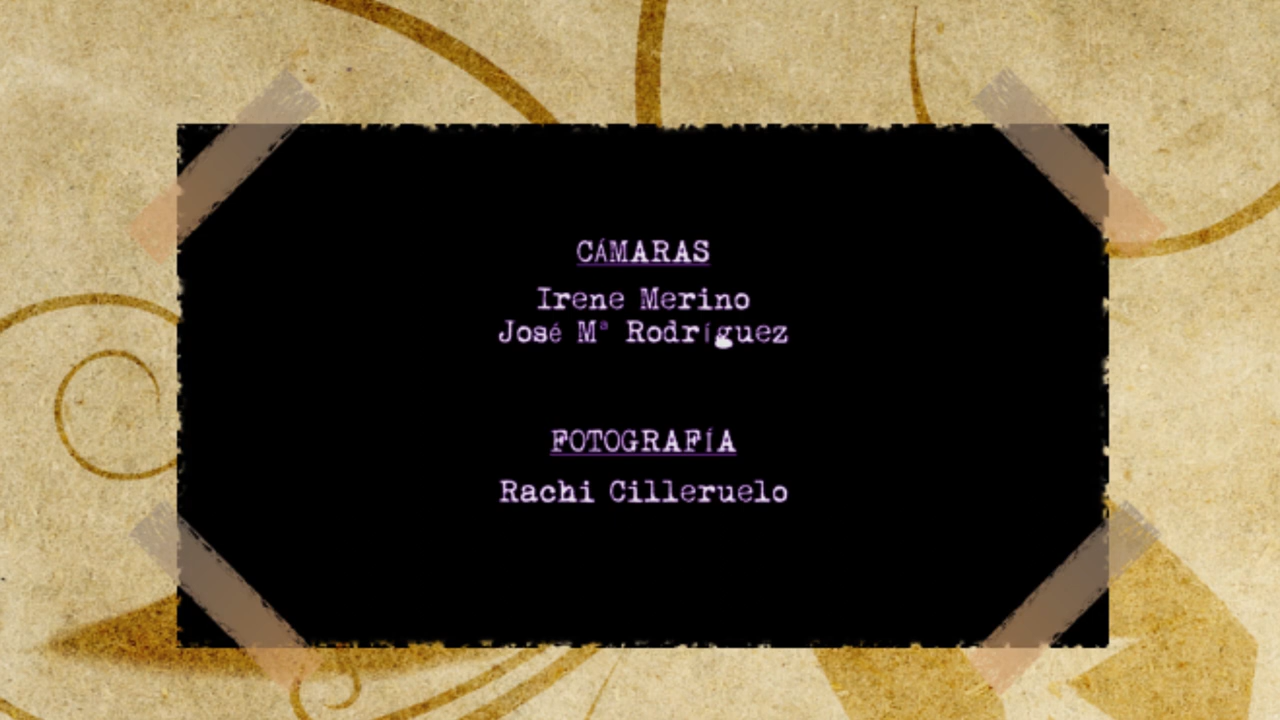 CÁMARAS
Irene Merino
José Mª Rodríguez
FOTOGRAFÍA
Rachi Cilleruelo